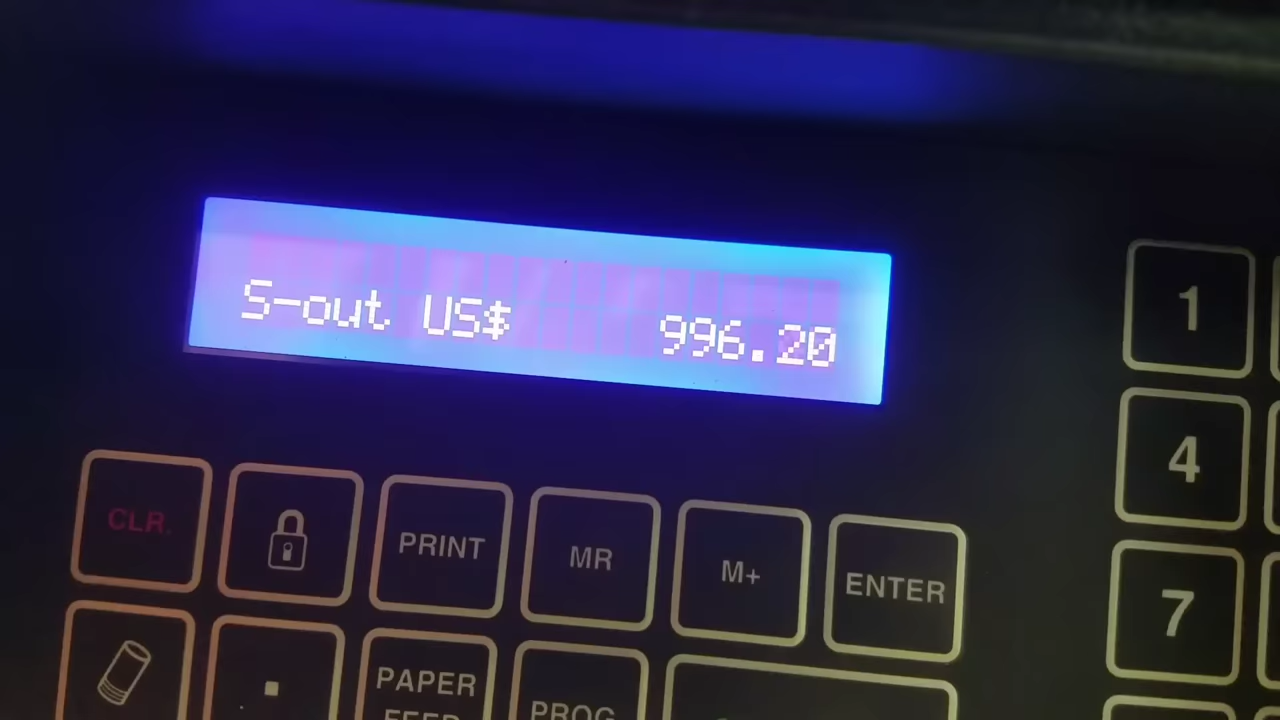 S-out US$ 996.20
1
CLR.
PRINT
MR
M+
ENTER
4
7
PAPER
FEED
PROG